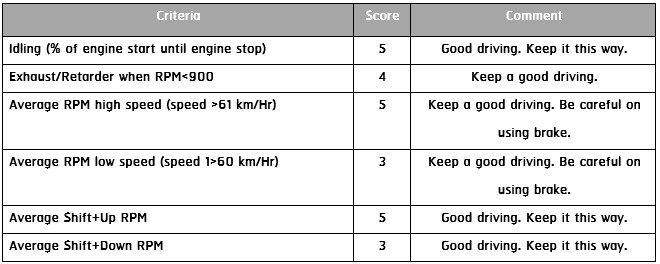 Criteria Score Comment
Idling (% of engine start until engine stop) 5 Good driving. Keep it this way.
Exhaust/Retarder when RPM<900 4 Keep a good driving.
Average RPM high speed (speed >61 km/Hr) 5 Keep a good driving. Be careful on
using brake.
Average RPM low speed (speed 1>60 km/Hr) 3 Keep a good driving. Be careful on
using brake.
Average Shift+Up RPM 5 Good driving. Keep it this way.
Average Shift+Down RPM 3 Good driving. Keep it this way.